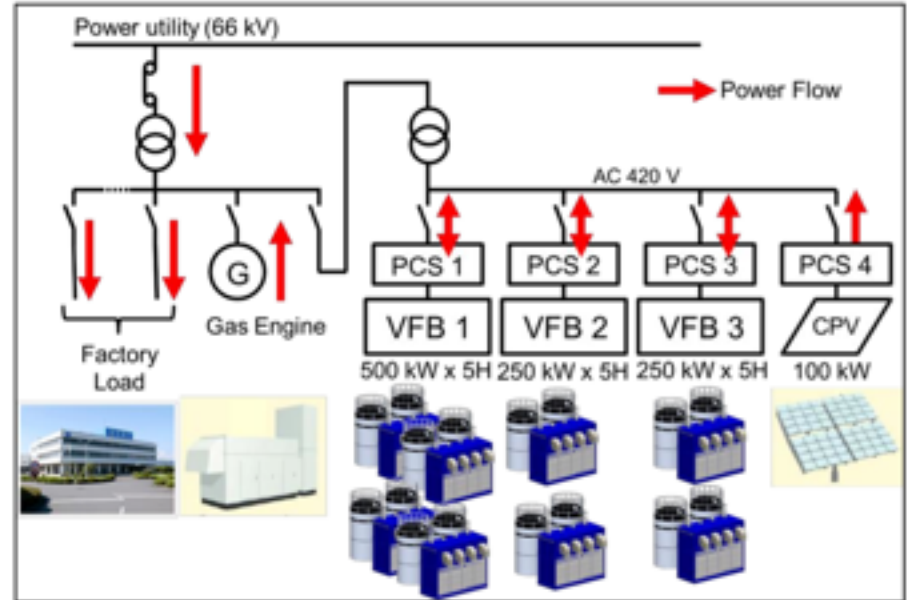 Power utility (66 kV)
Power Flow
AC 420 V
G
PCS 1
PCS 2
PCS 3
PCS 4
Gas Engine
VFB 1
VFB 2
VFB 3
CPV
Factory
Load
500 kW x 5H
250 kW x 5H
250 kW x 5H
100 kW